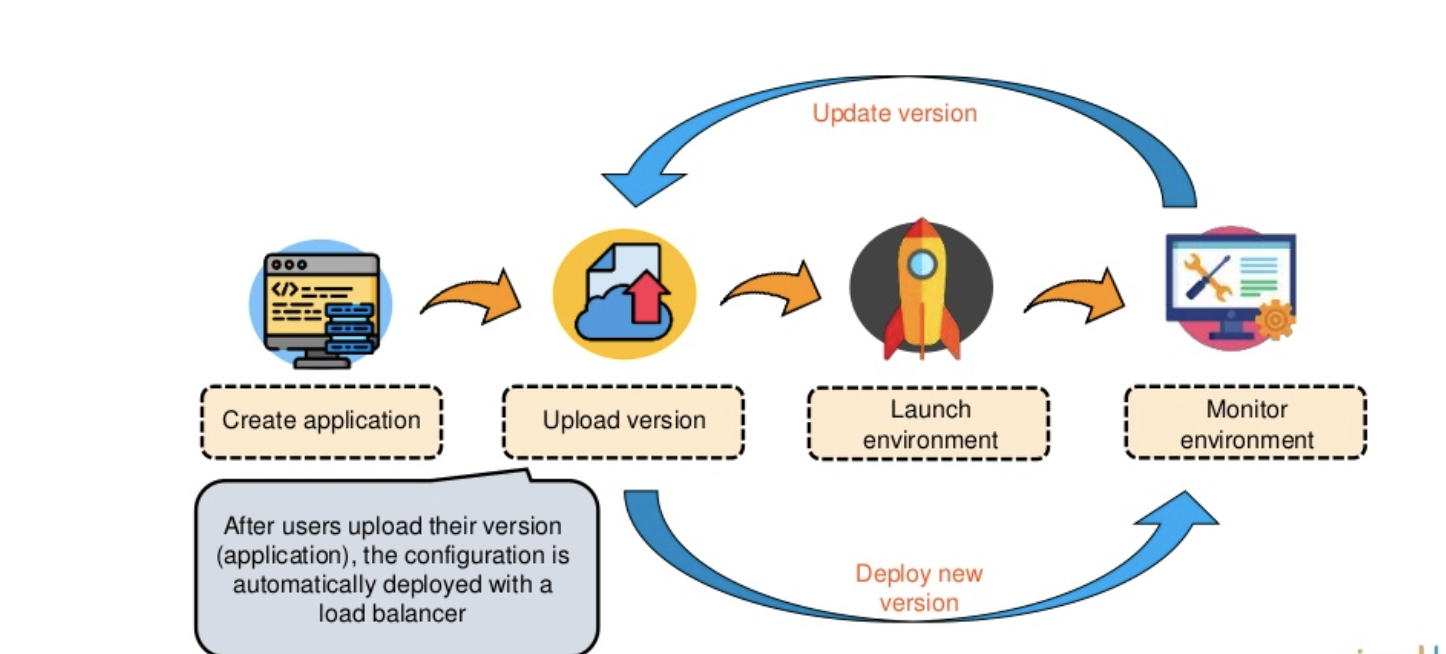 Update version
</>
Create application
Upload version
Launch
environment
Monitor
environment
After users upload their version
(application), the configuration is
automatically deployed with a
load balancer
Deploy new
version